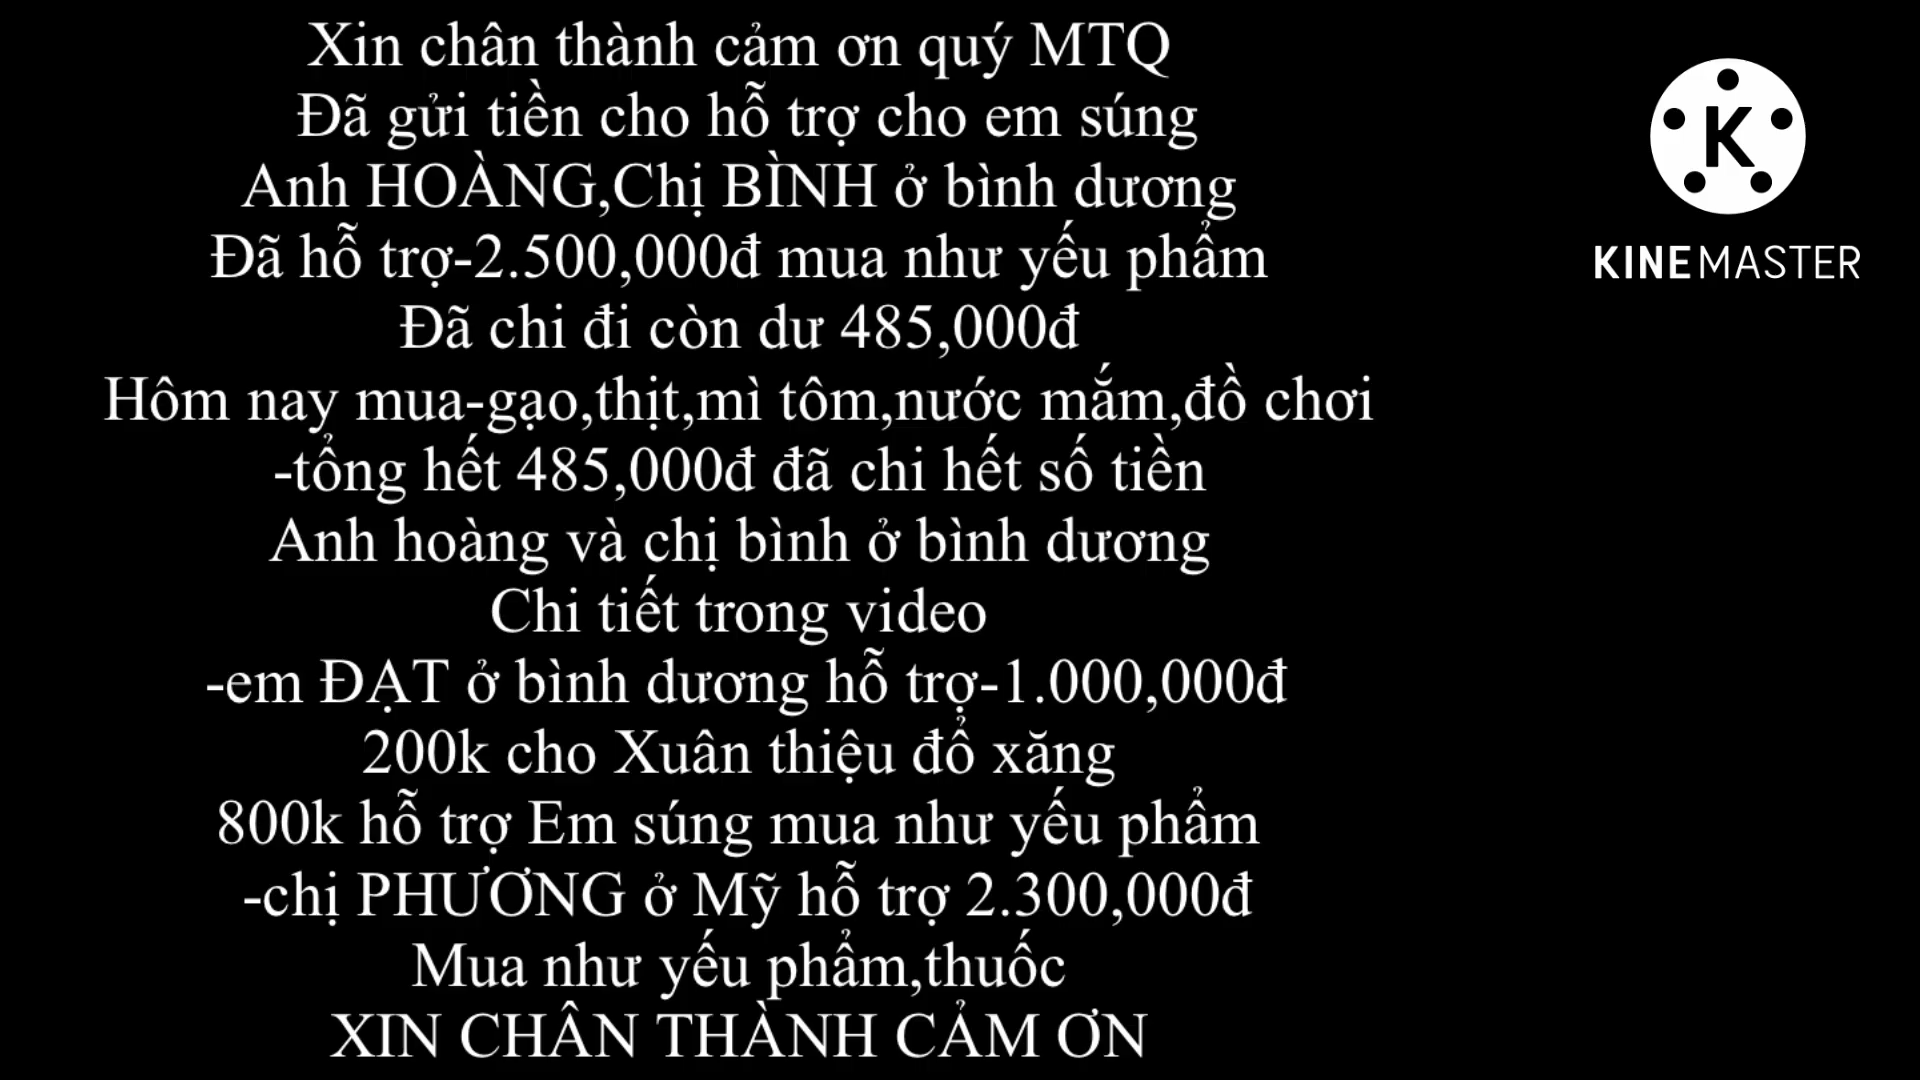 Xin chân thành cảm ơn quý MTQ
Đã gửi tiền cho hỗ trợ cho em súng
Anh HOÀNG,Chị BÌNH ở bình dương
Đã hỗ trợ-2.500,000đ mua như yếu phẩm
Đã chi đi còn dư 485,000đ
Hôm nay mua-gạo,thịt,mì tôm,nước mắm,đồ chơi
-tổng hết 485,000đ đã chi hết số tiền
Anh hoàng và chị bình ở bình dương
Chi tiết trong video
-em ĐẠT ở bình dương hỗ trợ-1.000,000đ
200k cho Xuân thiệu đổ xăng
800k hỗ trợ Em súng mua như yếu phẩm
-chị PHƯƠNG ở Mỹ hỗ trợ 2.300,000đ
Mua như yếu phẩm,thuốc
XIN CHÂN THÀNH CẢM ƠN
K
KINEMASTER